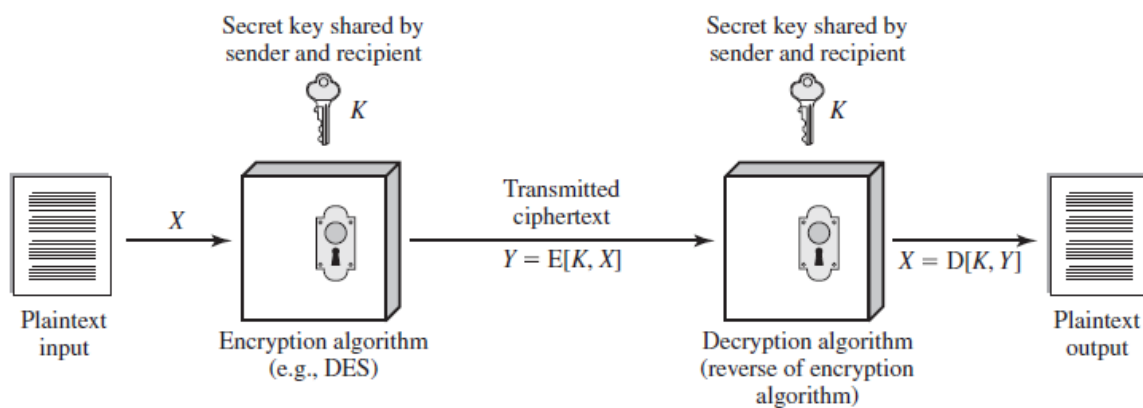 Secret key shared by
sender and recipient
K
Secret key shared by
sender and recipient
K
X
Transmitted
ciphertext
Y = E[K, X]
X = D[K, Y]
Plaintext
input
Encryption algorithm
(e.g., DES)
Decryption algorithm
(reverse of encryption
algorithm)
Plaintext
output